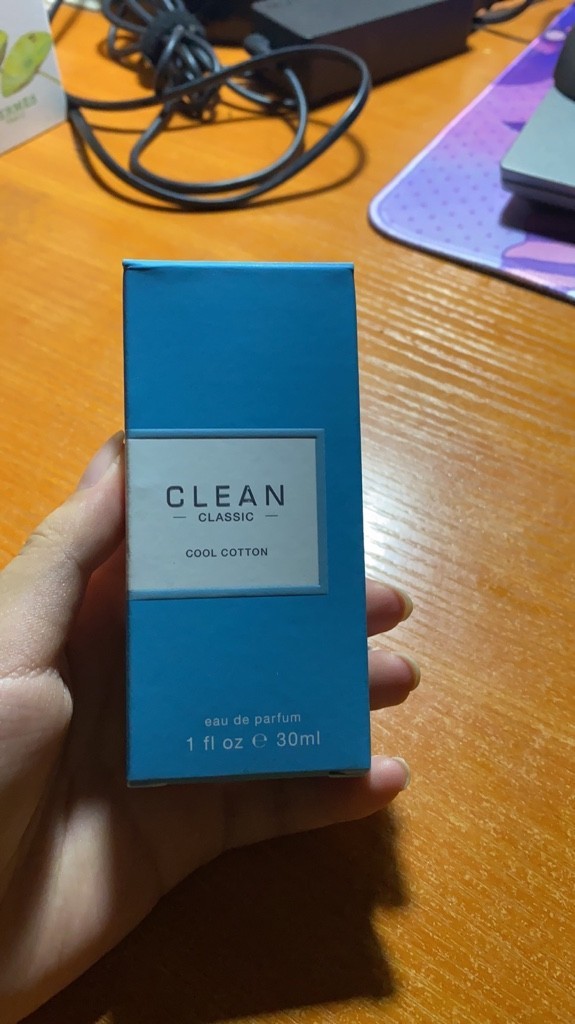 CLEAN
— CLASSIC —
COOL COTTON
eau de parfum
1 fl oz ℮ 30ml